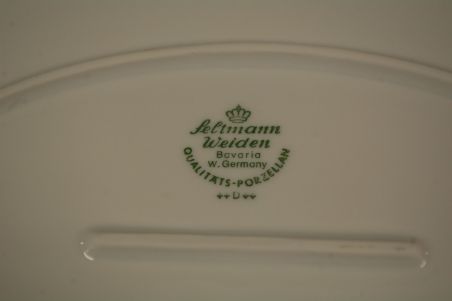 Seltmann
Weiden
Bavaria
W. Germany
QUALITÄTS-PORZELLAN
D